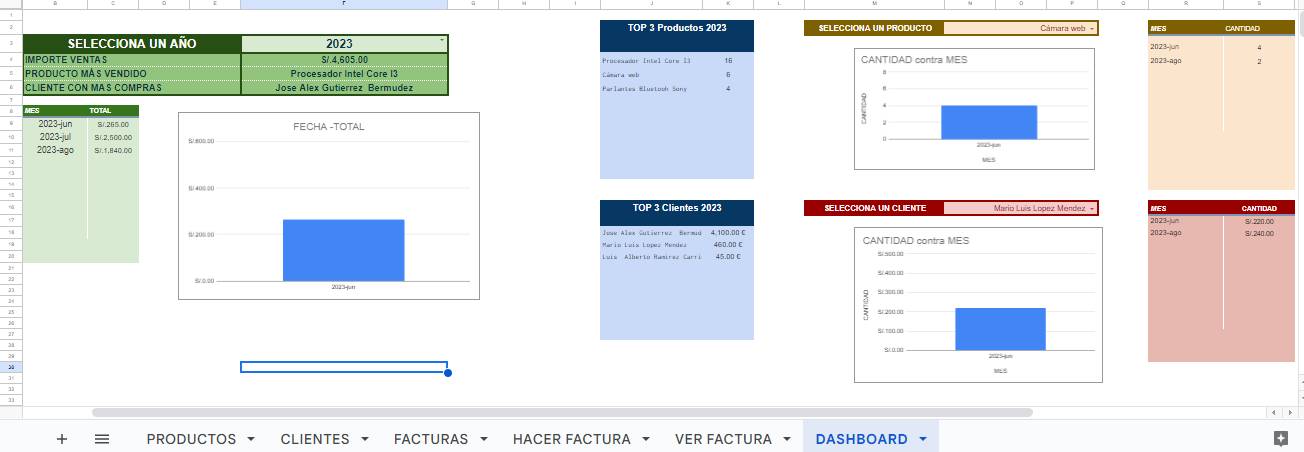 B C D E F G H I J K L M N O P Q R S
SELECCIONA UN AÑO 2023
IMPORTE VENTAS S/.4,605.00
PRODUCTO MÀS VENDIDO Procesador Intel Core I3
CLIENTE CON MAS COMPRAS Jose Alex Gutierrez Bermudez
MES TOTAL
2023-jun S/.265.00
2023-jul S/.2,500.00
2023-ago S/.1,840.00
FECHA -TOTAL
S/.600.00
S/.400.00
S/.200.00
S/.0.00
2023-jun
TOP 3 Productos 2023
Procesador Intel Core I3 16
Cámara web 6
Parlantes Bluetooh Sony 4
TOP 3 Clientes 2023
Jose Alex Gutierrez Bermud 4,100.00 €
Mario Luis Lopez Mendez 460.00 €
Luis Alberto Ramirez Carri 45.00 €
SELECCIONA UN PRODUCTO Cámara web
CANTIDAD contra MES
CANTIDAD
8
6
4
2
0
2023-jun
MES
MES CANTIDAD
2023-jun 4
2023-ago 2
SELECCIONA UN CLIENTE Mario Luis Lopez Mendez
CANTIDAD contra MES
CANTIDAD
S/.500.00
S/.400.00
S/.300.00
S/.200.00
S/.100.00
S/.0.00
2023-jun
MES
MES CANTIDAD
2023-jun S/.220.00
2023-ago S/.240.00
PRODUCTOS CLIENTES FACTURAS HACER FACTURA VER FACTURA DASHBOARD